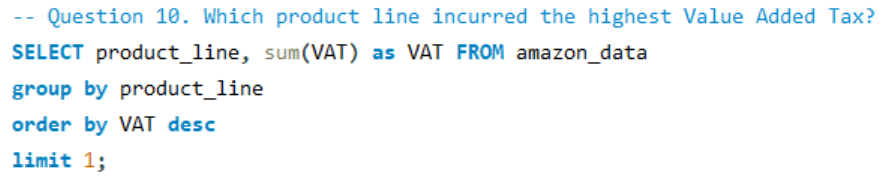 -- Question 10. Which product line incurred the highest Value Added Tax?
SELECT product_line, sum(VAT) as VAT FROM amazon_data
group by product_line
order by VAT desc
limit 1;